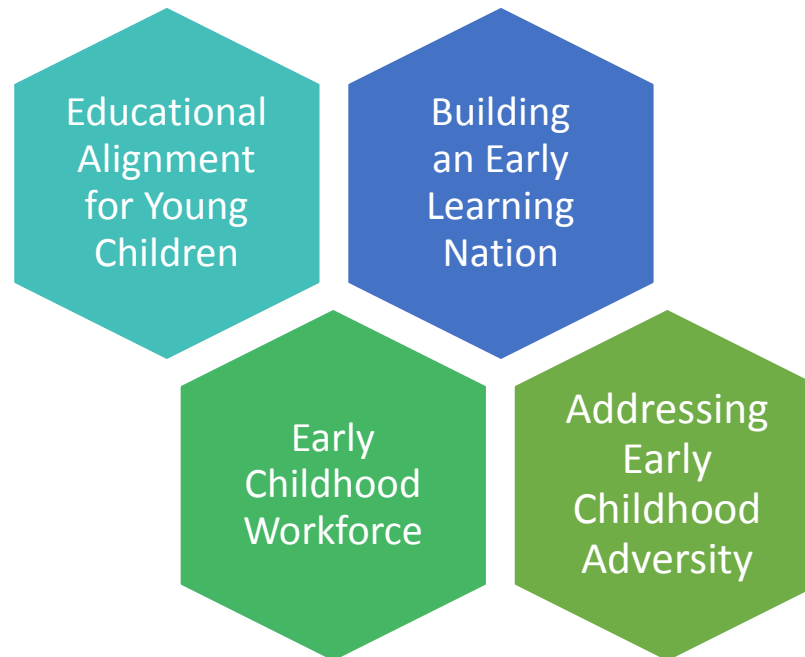 Educational
Alignment
for Young
Children
Building
an Early
Learning
Nation
Early
Childhood
Workforce
Addressing
Early
Childhood
Adversity